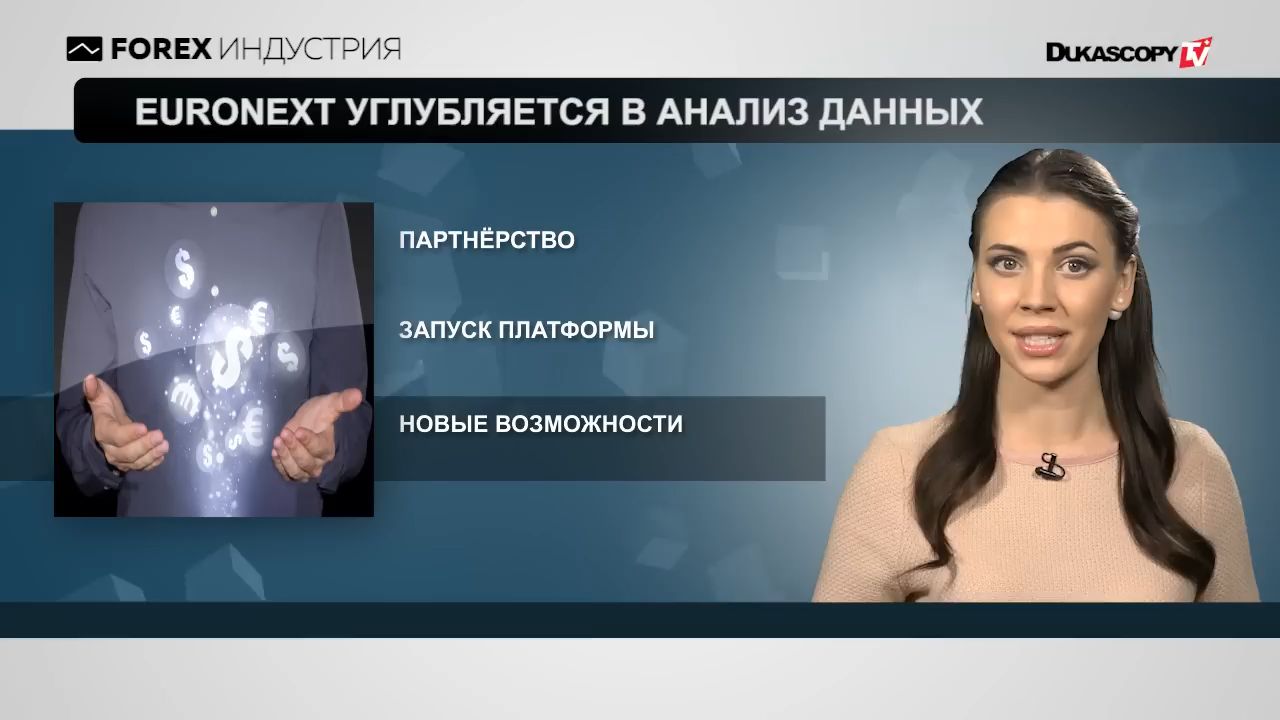 FOREX ИНДУСТРИЯ
DUKASCOPY TV
EURONEXT УГЛУБЛЯЕТСЯ В АНАЛИЗ ДАННЫХ
ПАРТНЁРСТВО
ЗАПУСК ПЛАТФОРМЫ
НОВЫЕ ВОЗМОЖНОСТИ